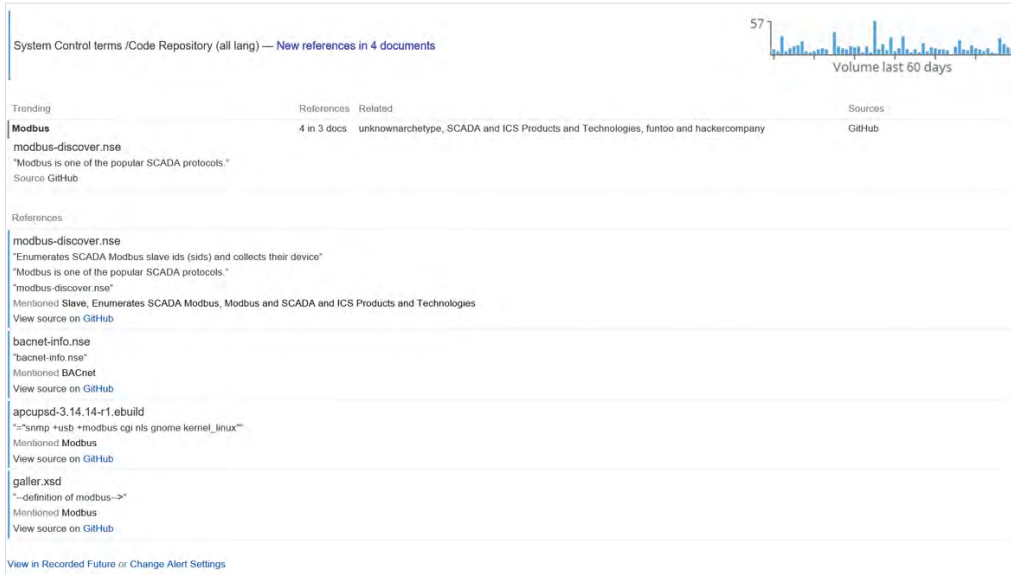 System Control terms /Code Repository (all lang) — New references in 4 documents
57
Volume last 60 days
Trending References Related Sources
Modbus 4 in 3 docs unknownarchetype, SCADA and ICS Products and Technologies, funtoo and hackercompany GitHub
modbus-discover.nse
"Modbus is one of the popular SCADA protocols."
Source GitHub
References
modbus-discover.nse
"Enumerates SCADA Modbus slave ids (sids) and collects their device"
"Modbus is one of the popular SCADA protocols."
"modbus-discover.nse"
Mentioned Slave, Enumerates SCADA Modbus, Modbus and SCADA and ICS Products and Technologies
View source on GitHub
bacnet-info.nse
"bacnet-info.nse"
Mentioned BACnet
View source on GitHub
apcupsd-3.14.14-r1.ebuild
"="snmp +usb +modbus cgi nls gnome kernel_linux""
Mentioned Modbus
View source on GitHub
galler.xsd
"--definition of modbus-->"
Mentioned Modbus
View source on GitHub
View in Recorded Future or Change Alert Settings